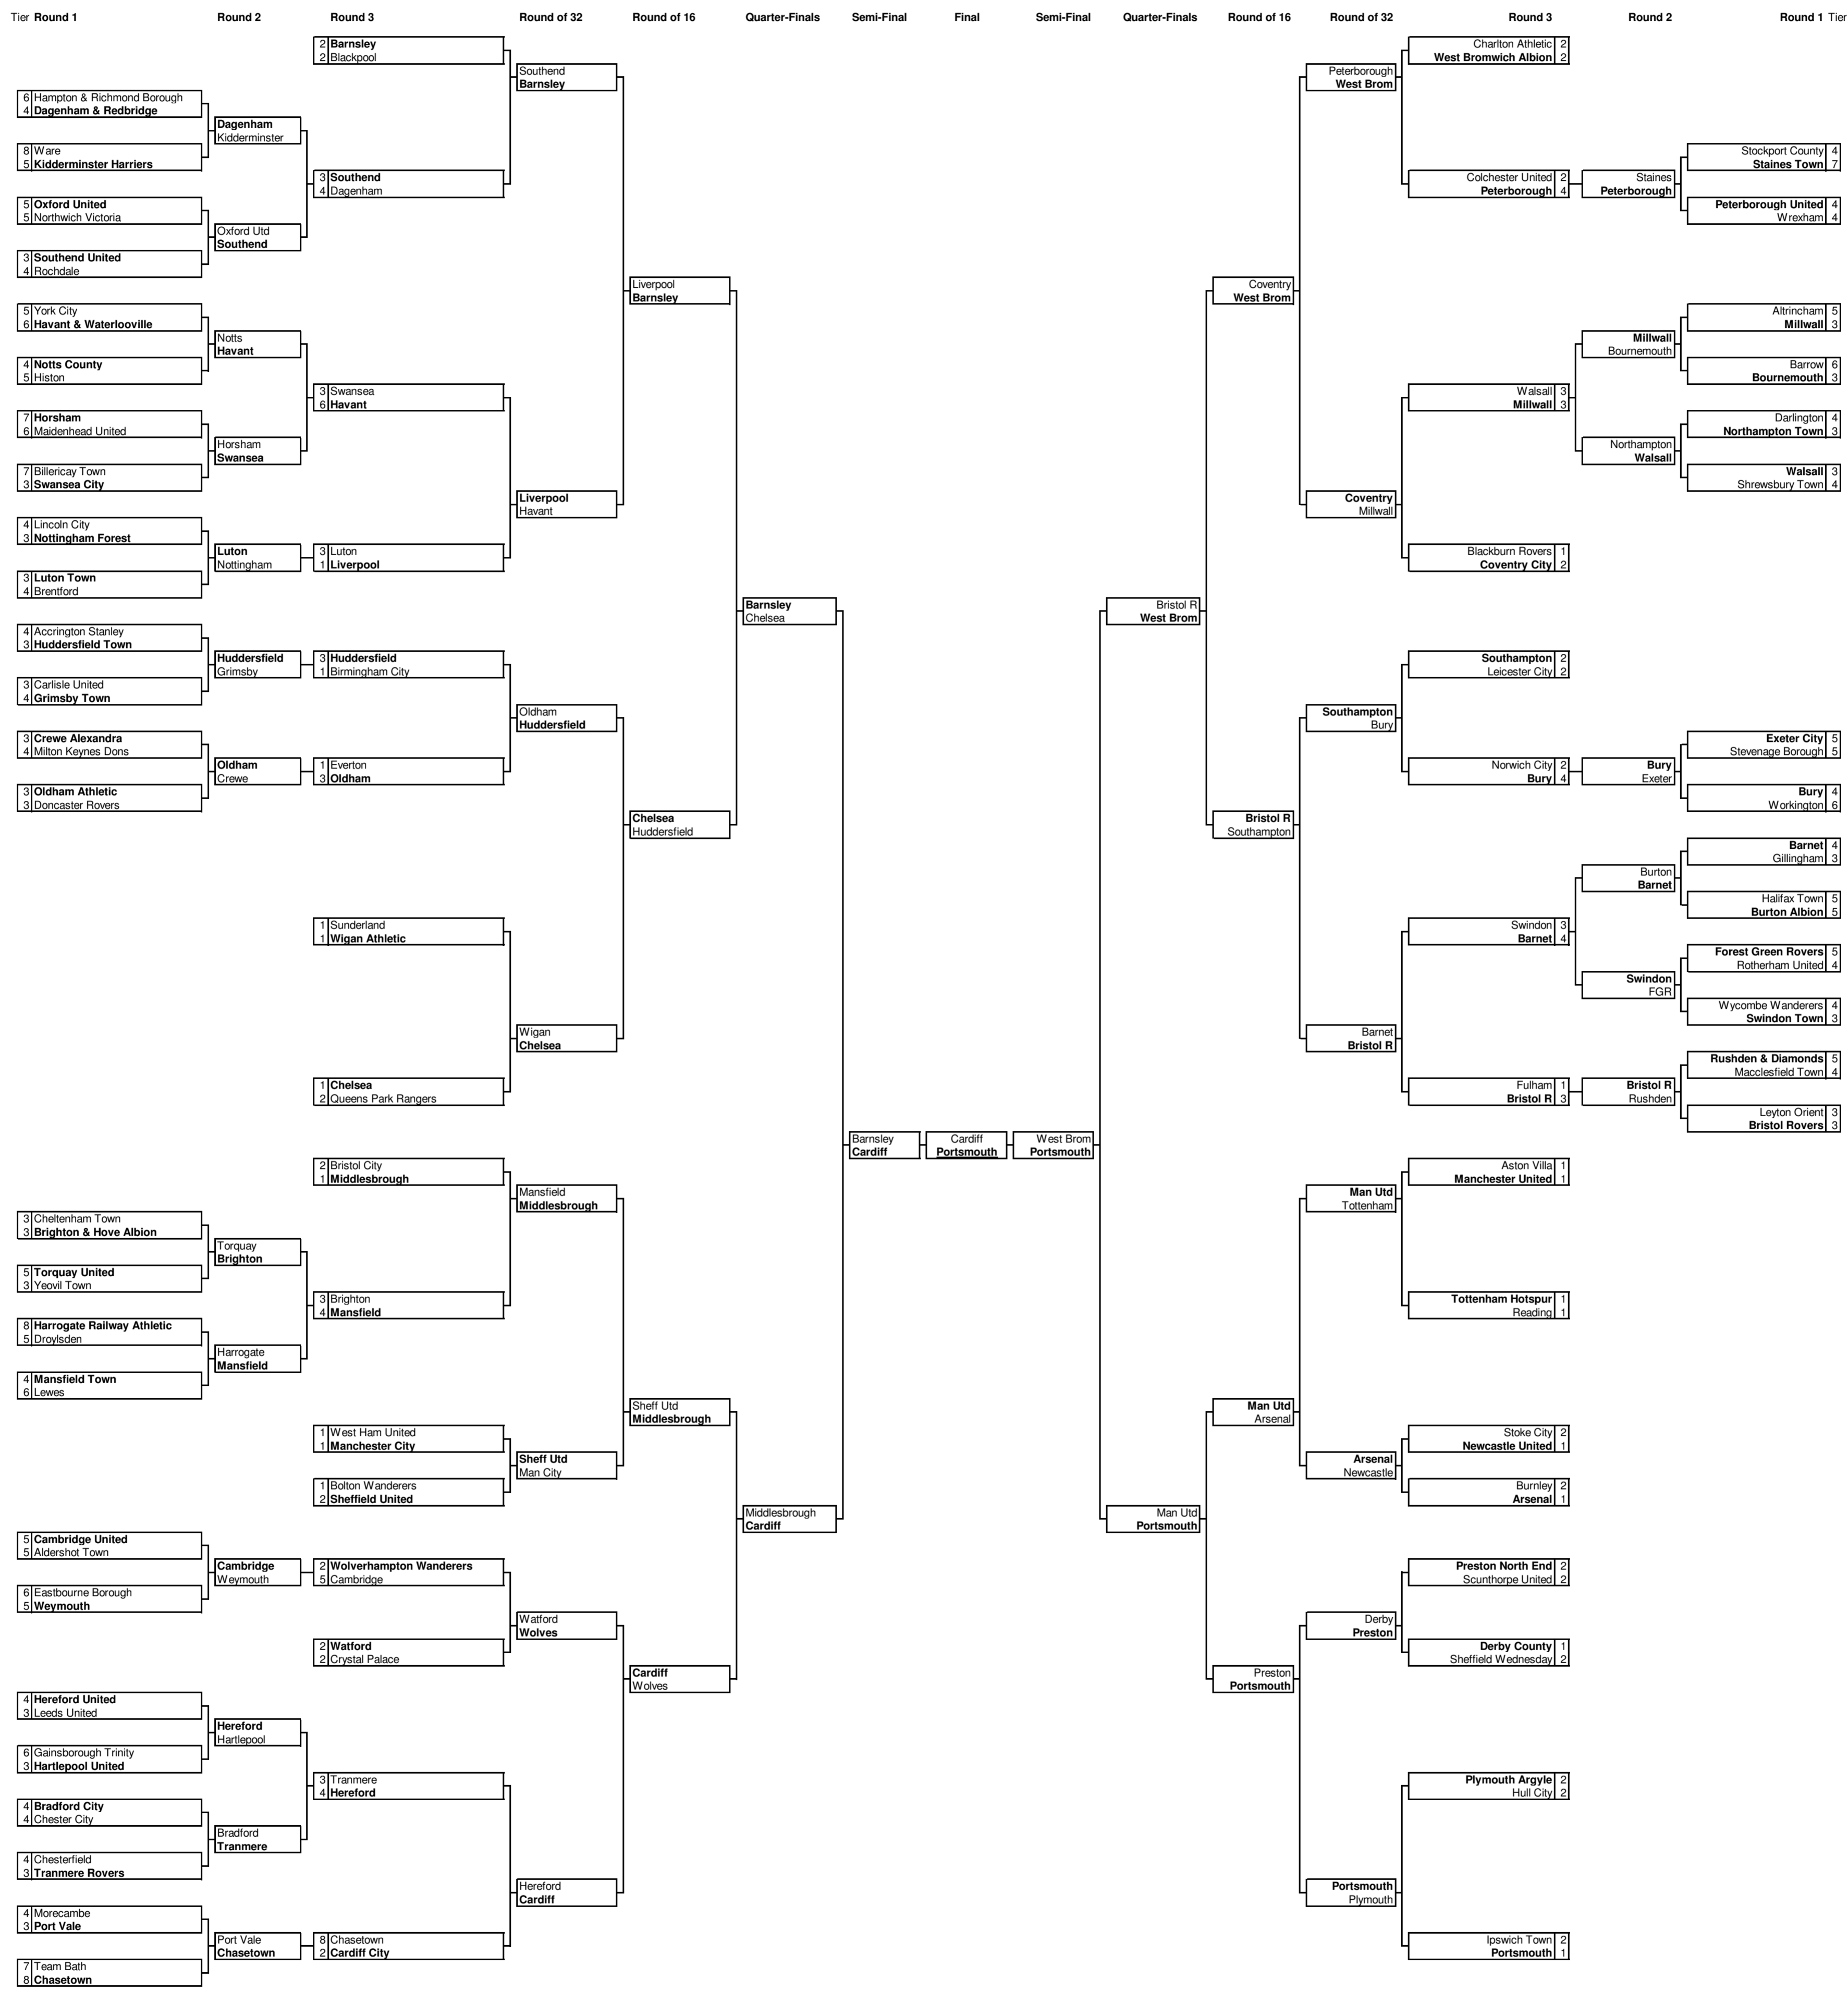 Tier Round 1 Round 2 Round 3 Round of 32 Round of 16 Quarter-Finals Semi-Final Final Semi-Final Quarter-Finals Round of 16 Round of 32 Round 3 Round 2 Round 1 Tier
6 Hampton & Richmond Borough
4 Dagenham & Redbridge
8 Ware
5 Kidderminster Harriers
5 Oxford United
5 Northwich Victoria
3 Southend United
4 Rochdale
5 York City
6 Havant & Waterlooville
4 Notts County
5 Histon
7 Horsham
6 Maidenhead United
7 Billericay Town
3 Swansea City
4 Lincoln City
3 Nottingham Forest
3 Luton Town
4 Brentford
4 Accrington Stanley
3 Huddersfield Town
3 Carlisle United
4 Grimsby Town
3 Crewe Alexandra
4 Milton Keynes Dons
3 Oldham Athletic
3 Doncaster Rovers
3 Cheltenham Town
3 Brighton & Hove Albion
5 Torquay United
3 Yeovil Town
8 Harrogate Railway Athletic
5 Droylsden
4 Mansfield Town
6 Lewes
5 Cambridge United
5 Aldershot Town
6 Eastbourne Borough
5 Weymouth
4 Hereford United
3 Leeds United
6 Gainsborough Trinity
3 Hartlepool United
4 Bradford City
4 Chester City
4 Chesterfield
3 Tranmere Rovers
4 Morecambe
3 Port Vale
7 Team Bath
8 Chasetown
Dagenham
Kidderminster
Oxford Utd
Southend
Notts
Havant
Horsham
Swansea
Luton
Nottingham
Huddersfield
Grimsby
Oldham
Crewe
Torquay
Brighton
Harrogate
Mansfield
Cambridge
Weymouth
Hereford
Hartlepool
Bradford
Tranmere
Port Vale
Chasetown
2 Barnsley
2 Blackpool
3 Southend
4 Dagenham
3 Swansea
6 Havant
3 Luton
1 Liverpool
3 Huddersfield
1 Birmingham City
1 Everton
3 Oldham
1 Sunderland
1 Wigan Athletic
1 Chelsea
2 Queens Park Rangers
2 Bristol City
1 Middlesbrough
3 Brighton
4 Mansfield
1 West Ham United
1 Manchester City
1 Bolton Wanderers
2 Sheffield United
2 Wolverhampton Wanderers
5 Cambridge
2 Watford
2 Crystal Palace
3 Tranmere
4 Hereford
8 Chasetown
2 Cardiff City
Southend
Barnsley
Liverpool
Havant
Oldham
Huddersfield
Wigan
Chelsea
Mansfield
Middlesbrough
Sheff Utd
Man City
Watford
Wolves
Hereford
Cardiff
Liverpool
Barnsley
Chelsea
Huddersfield
Sheff Utd
Middlesbrough
Cardiff
Wolves
Barnsley
Chelsea
Middlesbrough
Cardiff
Barnsley
Cardiff
Cardiff
Portsmouth
West Brom
Portsmouth
Bristol R
West Brom
Man Utd
Portsmouth
Coventry
West Brom
Bristol R
Southampton
Man Utd
Arsenal
Preston
Portsmouth
Peterborough
West Brom
Coventry
Millwall
Southampton
Bury
Barnet
Bristol R
Man Utd
Tottenham
Arsenal
Newcastle
Derby
Preston
Portsmouth
Plymouth
Charlton Athletic 2
West Bromwich Albion 2
Colchester United 2
Peterborough 4
Walsall 3
Millwall 3
Blackburn Rovers 1
Coventry City 2
Southampton 2
Leicester City 2
Norwich City 2
Bury 4
Swindon 3
Barnet 4
Fulham 1
Bristol R 3
Aston Villa 1
Manchester United 1
Tottenham Hotspur 1
Reading 1
Stoke City 2
Newcastle United 1
Burnley 2
Arsenal 1
Preston North End 2
Scunthorpe United 2
Derby County 1
Sheffield Wednesday 2
Plymouth Argyle 2
Hull City 2
Ipswich Town 2
Portsmouth 1
Staines
Peterborough
Millwall
Bournemouth
Northampton
Walsall
Bury
Exeter
Burton
Barnet
Swindon
FGR
Bristol R
Rushden
Stockport County 4
Staines Town 7
Peterborough United 4
Wrexham 4
Altrincham 5
Millwall 3
Barrow 6
Bournemouth 3
Darlington 4
Northampton Town 3
Walsall 3
Shrewsbury Town 4
Exeter City 5
Stevenage Borough 5
Bury 4
Workington 6
Barnet 4
Gillingham 3
Halifax Town 5
Burton Albion 5
Forest Green Rovers 5
Rotherham United 4
Wycombe Wanderers 4
Swindon Town 3
Rushden & Diamonds 5
Macclesfield Town 4
Leyton Orient 3
Bristol Rovers 3